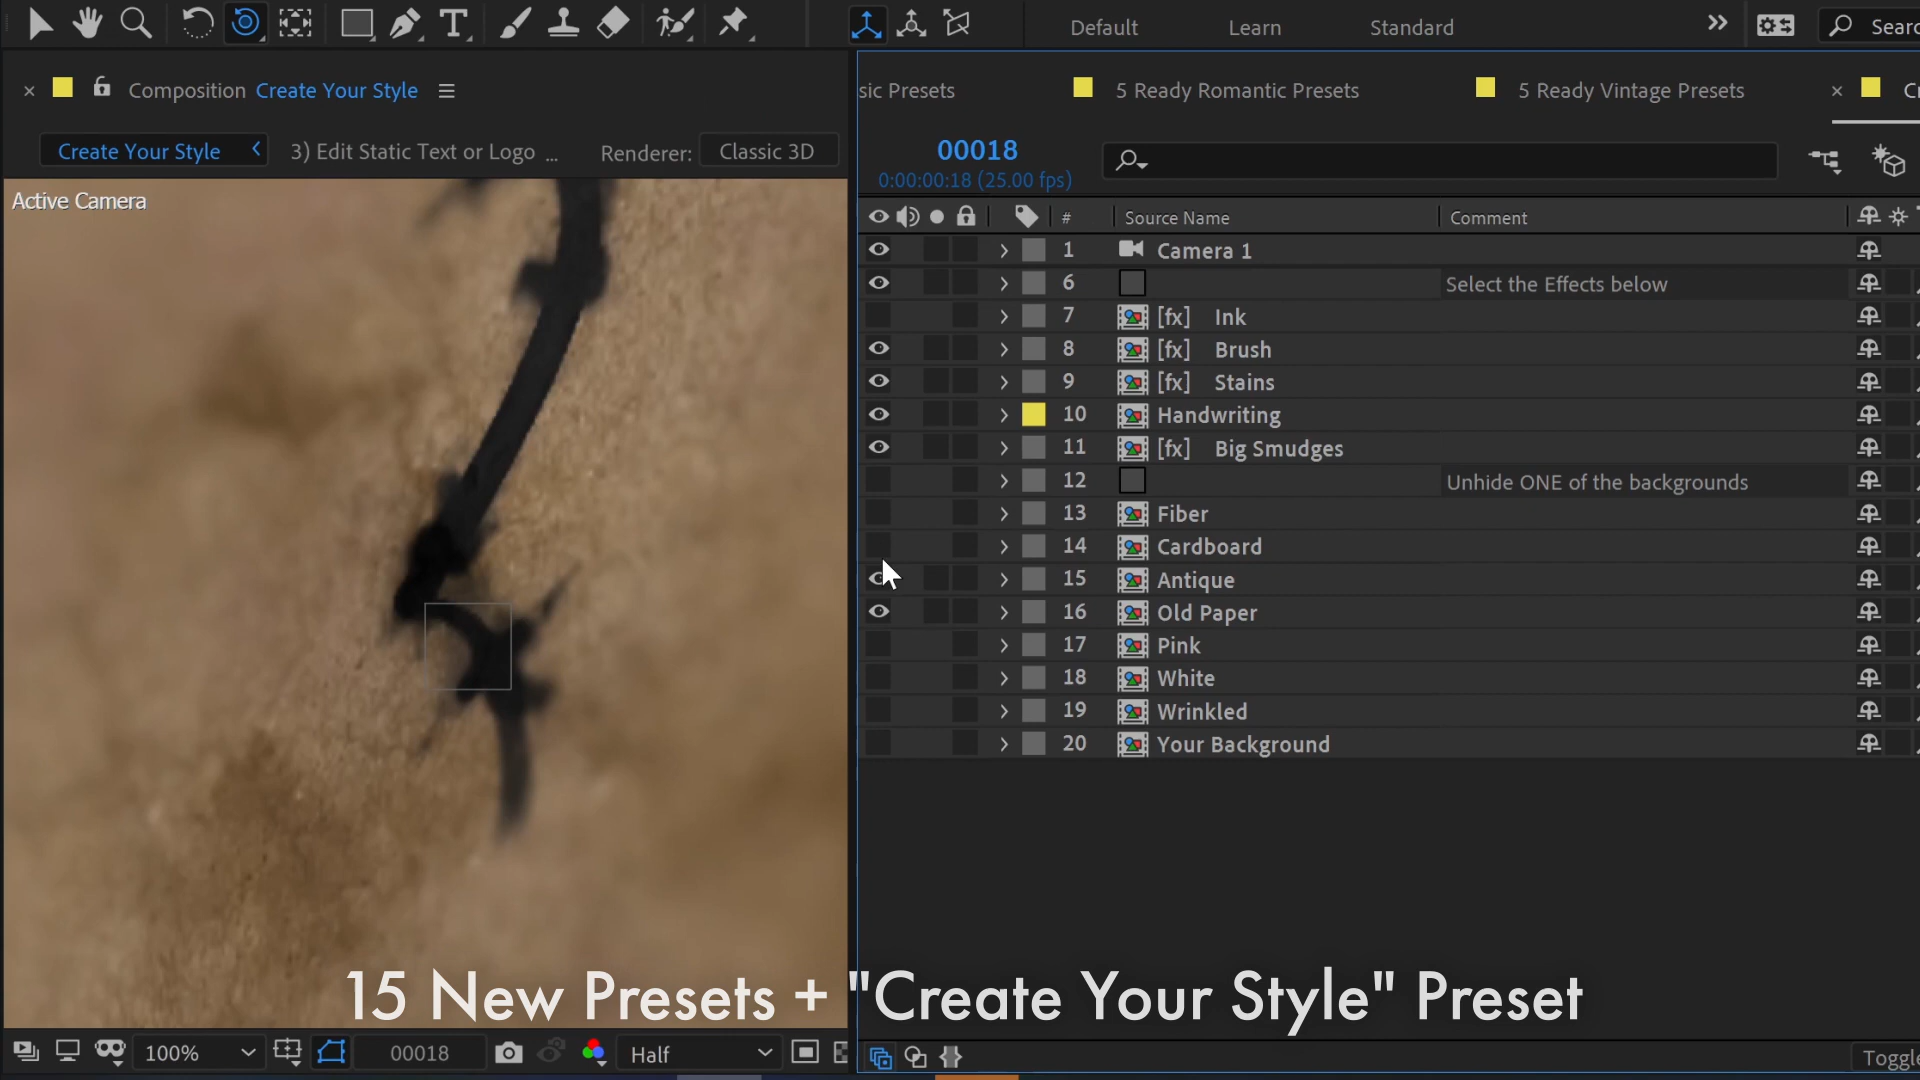 Default Learn Standard Searc
Composition Create Your Style
sic Presets 5 Ready Romantic Presets 5 Ready Vintage Presets
Create Your Style 3) Edit Static Text or Logo ... Renderer: Classic 3D
00018
0:00:00:18 (25.00 fps)
Active Camera
# Source Name Comment
1 Camera 1
6 Select the Effects below
7 [fx] Ink
8 [fx] Brush
9 [fx] Stains
10 Handwriting
11 [fx] Big Smudges
12 Unhide ONE of the backgrounds
13 Fiber
14 Cardboard
15 Antique
16 Old Paper
17 Pink
18 White
19 Wrinkled
20 Your Background
15 New Presets + "Create Your Style" Preset
100% 00018 Half
Toggle